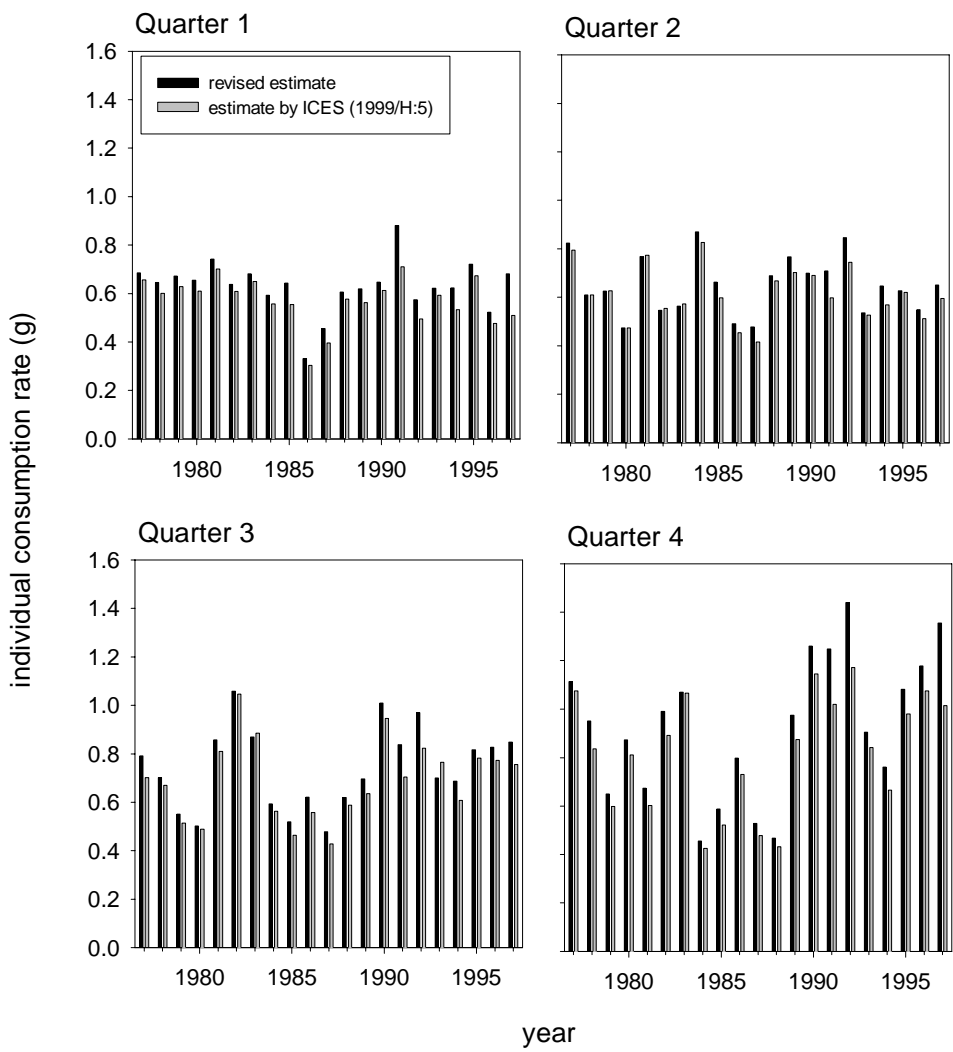 Quarter 1
Quarter 2
1.6
1.4
1.2
1.0
0.8
0.6
0.4
0.2
0.0
revised estimate
estimate by ICES (1999/H:5)
1980 1985 1990 1995
1980 1985 1990 1995
individual consumption rate (g)
Quarter 3
Quarter 4
1.6
1.4
1.2
1.0
0.8
0.6
0.4
0.2
0.0
1980 1985 1990 1995
1980 1985 1990 1995
year